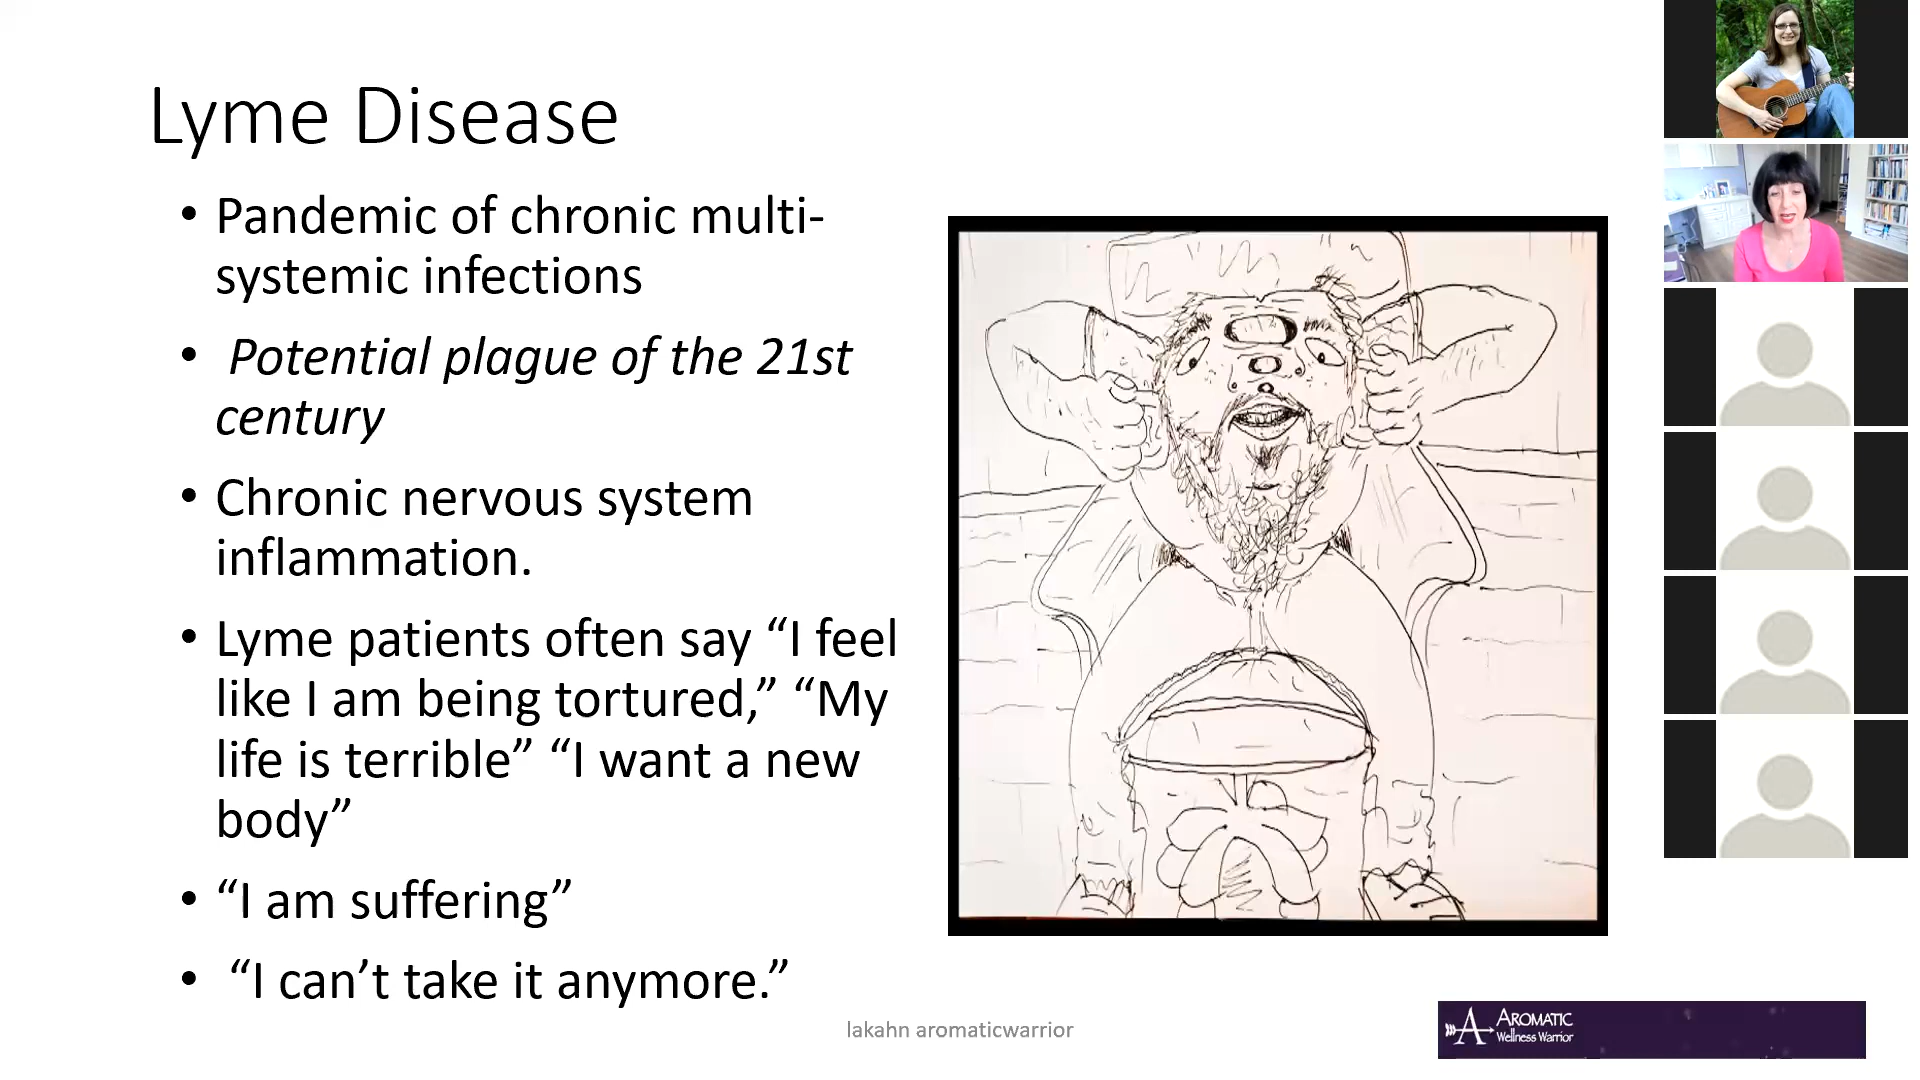 Lyme Disease
• Pandemic of chronic multi-
systemic infections
• Potential plague of the 21st
century
• Chronic nervous system
inflammation.
• Lyme patients often say “I feel
like I am being tortured,” “My
life is terrible” “I want a new
body”
• “I am suffering”
• “I can’t take it anymore.”
lakahn aromaticwarrior
AROMATIC
Wellness Warrior